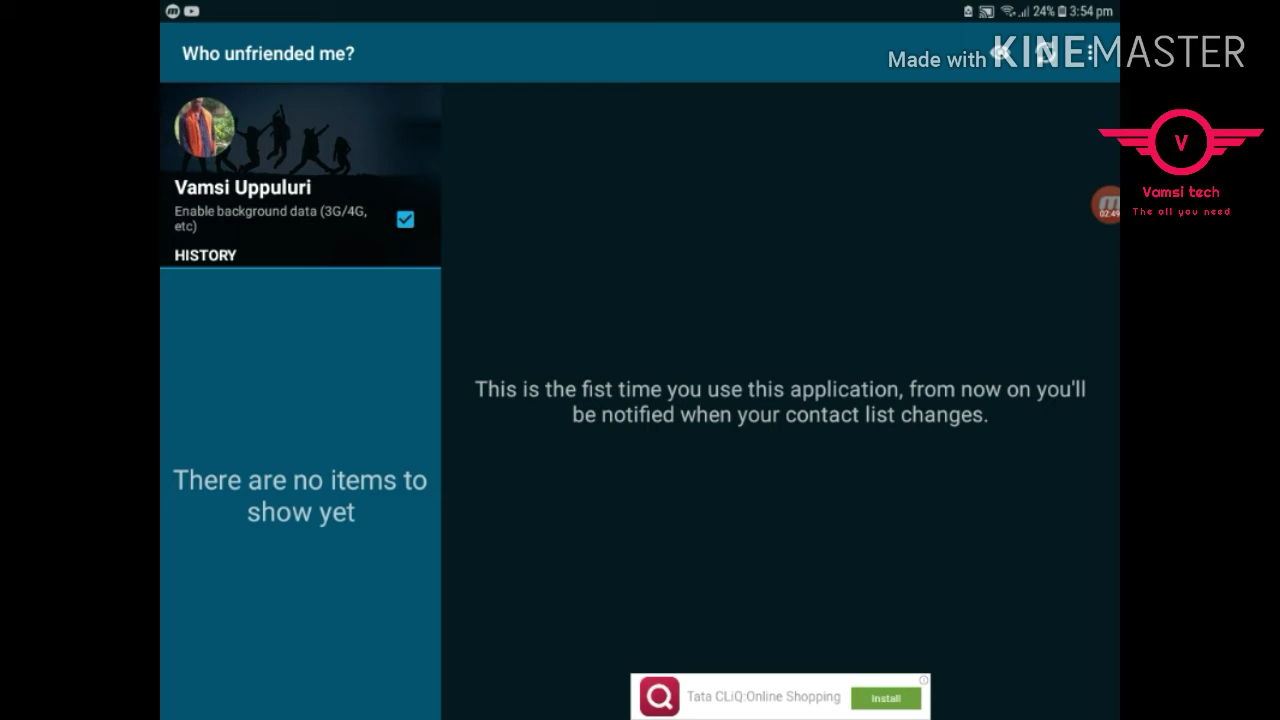 24% 3:54 pm
Who unfriended me?
Made with KINEMASTER
V
Vamsi tech
The all you need
02:49
Vamsi Uppuluri
Enable background data (3G/4G,
etc)
HISTORY
This is the fist time you use this application, from now on you'll
be notified when your contact list changes.
There are no items to
show yet
Tata CLiQ:Online Shopping
Install